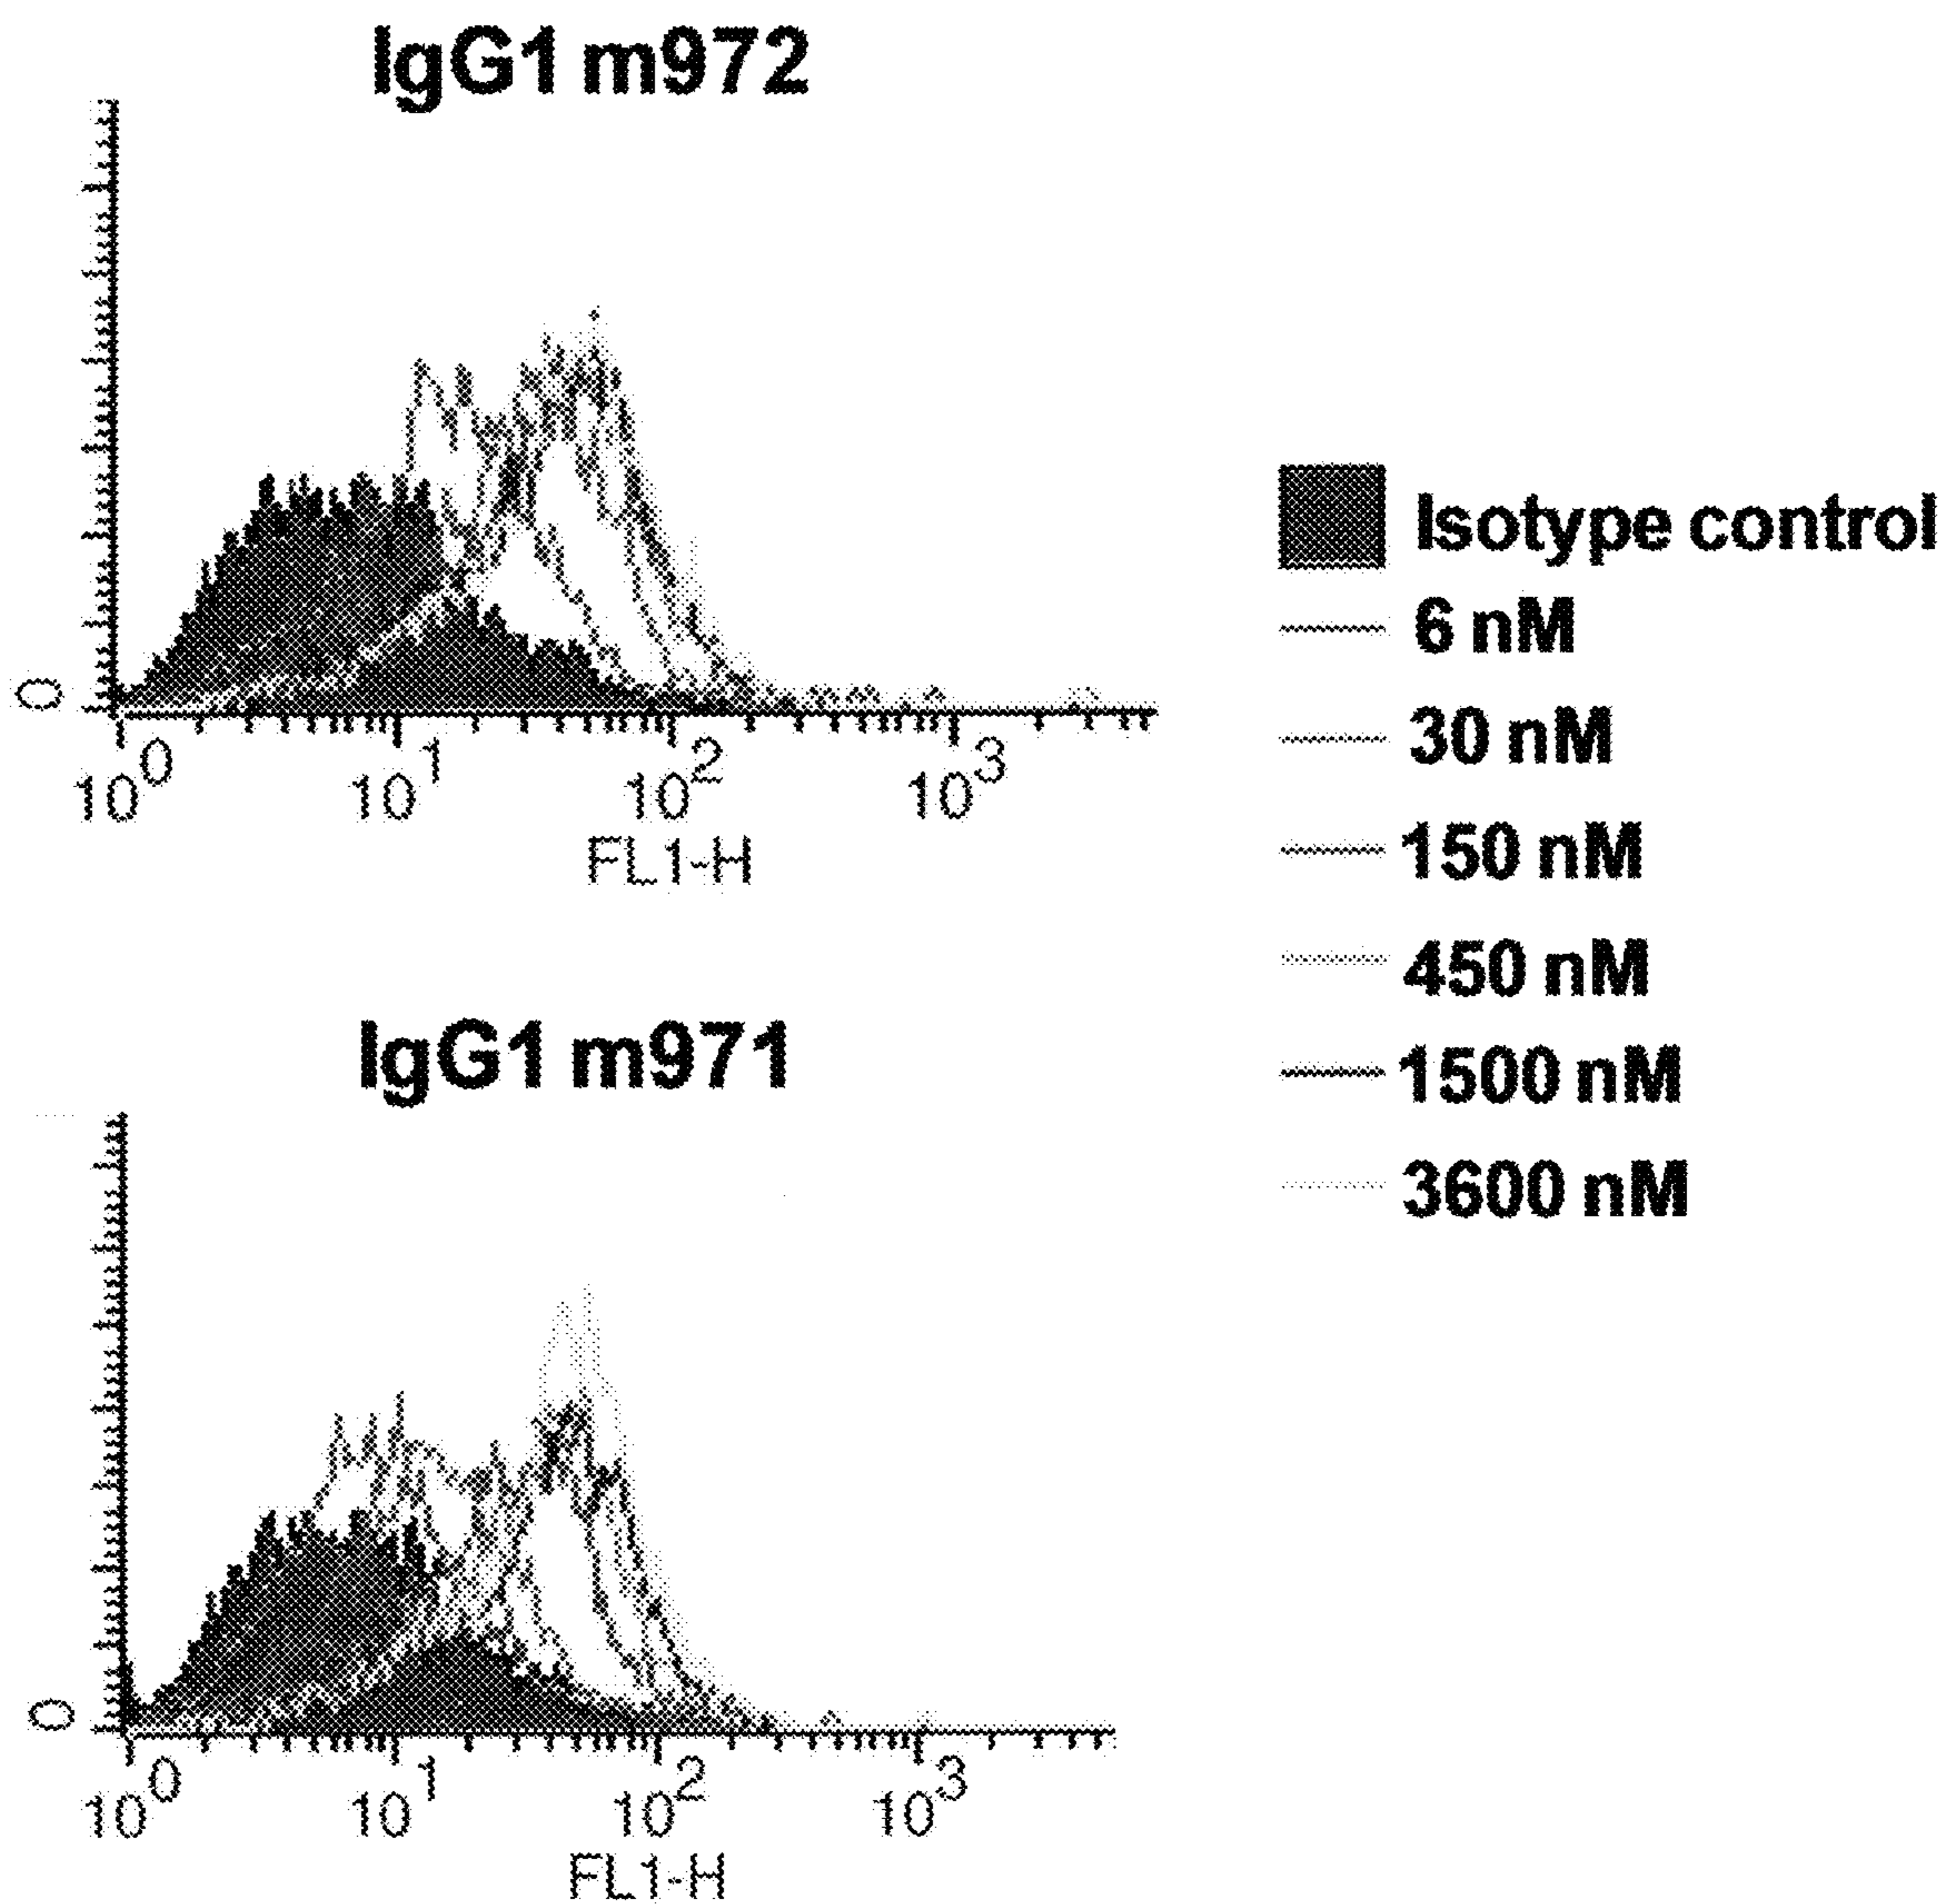 IgG1 m972
0
10^0 10^1 10^2 10^3
FL1-H
Isotype control
6 nM
30 nM
150 nM
450 nM
1500 nM
3600 nM
IgG1 m971
0
10^0 10^1 10^2 10^3
FL1-H